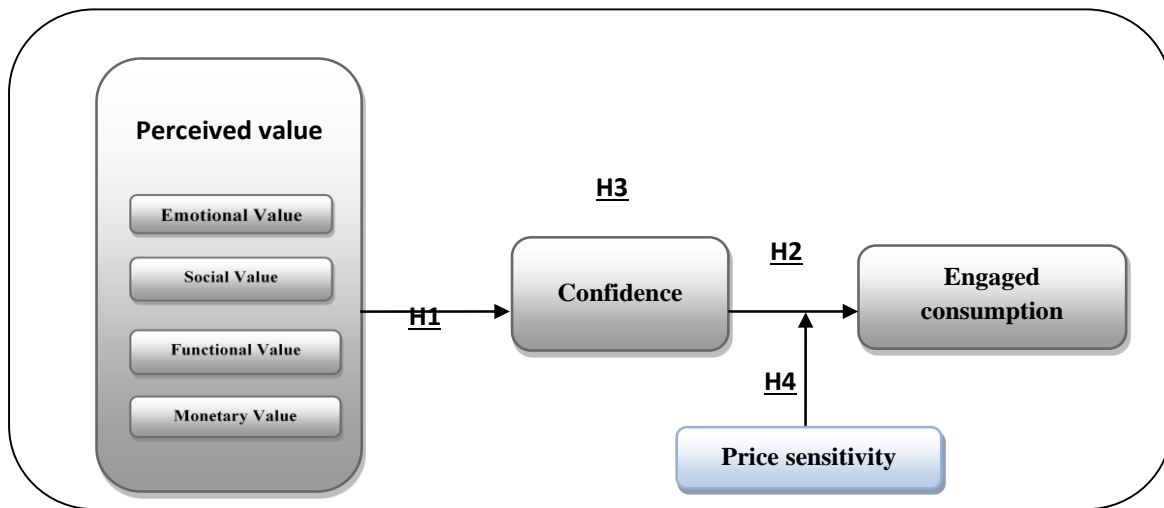 Perceived value
Emotional Value
Social Value
Functional Value
Monetary Value
H1
H3
Confidence
H2
Engaged
consumption
H4
Price sensitivity